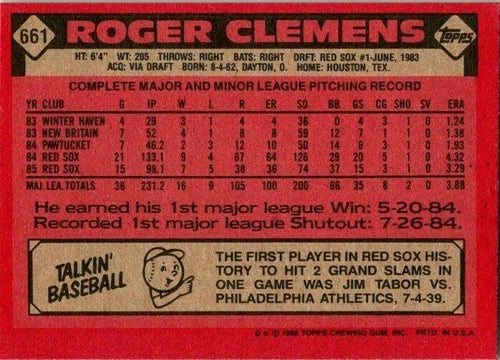 661
ROGER CLEMENS
Topps
HT: 6'4" WT: 205 THROWS: RIGHT BATS: RIGHT DRFT: RED SOX #1-JUNE, 1983
ACQ: VIA DRAFT BORN: 8-4-62, DAYTON, O. HOME: HOUSTON, TEX.
COMPLETE MAJOR AND MINOR LEAGUE PITCHING RECORD
YR CLUB G IP W L R ER SO BB GS CG SHO SV ERA
83 WINTER HAVEN 4 29 3 1 4 4 36 0 4 3 1 0 1.24
83 NEW BRITAIN 7 52 4 1 8 8 59 12 7 1 1 0 1.38
84 PAWTUCKET 7 46.2 2 3 12 10 50 14 6 3 1 0 1.93
84 RED SOX 21 133.1 9 4 67 64 126 29 20 5 1 0 4.32
85 RED SOX 15 98.1 7 5 38 36 74 37 15 3 1 0 3.29
MAJ. LEA. TOTALS 36 231.2 16 9 105 100 200 66 35 8 2 0 3.88
He earned his 1st major league Win: 5-20-84.
Recorded 1st major league Shutout: 7-26-84.
TALKIN'
BASEBALL
THE FIRST PLAYER IN RED SOX HIS-
TORY TO HIT 2 GRAND SLAMS IN
ONE GAME WAS JIM TABOR VS.
PHILADELPHIA ATHLETICS, 7-4-39.
D* © 1986 TOPPS CHEWING GUM, INC. PRTD. IN U.S.A.